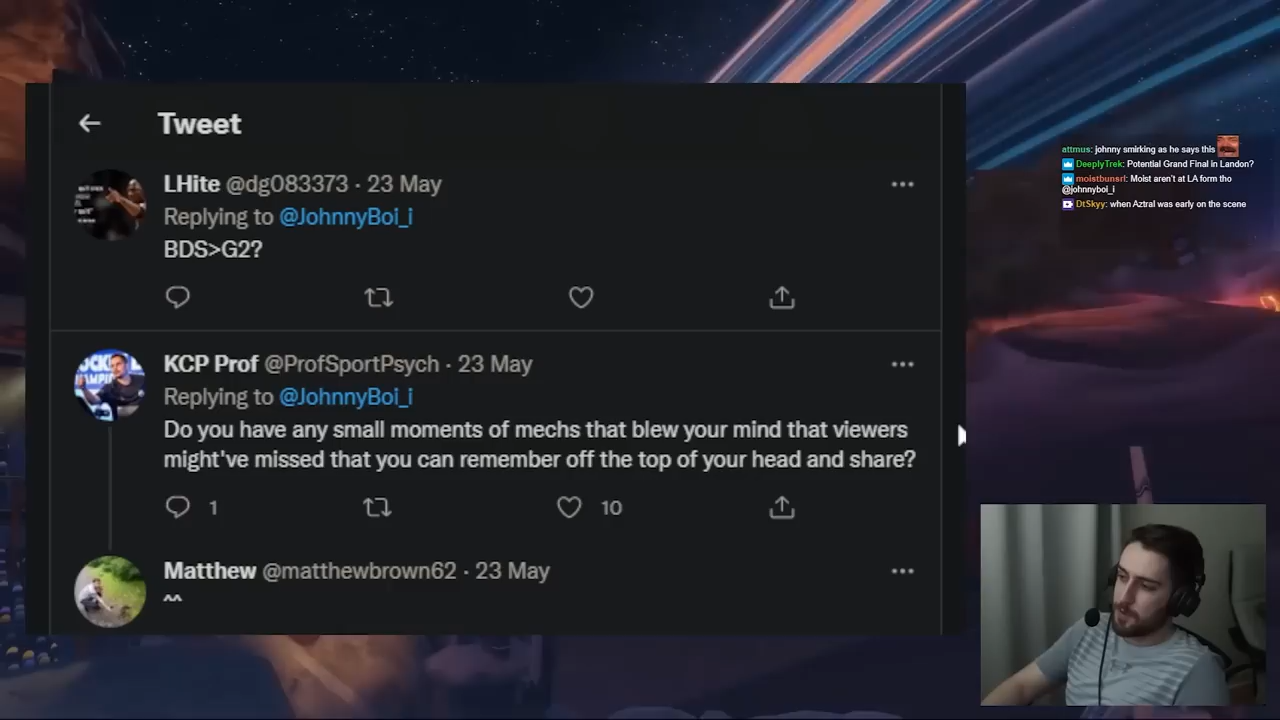 Tweet
LHite @dg083373 · 23 May
Replying to @JohnnyBoi_i
BDS>G2?
KCP Prof @ProfSportPsych · 23 May
Replying to @JohnnyBoi_i
Do you have any small moments of mechs that blew your mind that viewers
might've missed that you can remember off the top of your head and share?
1
10
Matthew @matthewbrown62 · 23 May
^^
attmus: johnny smirking as he says this
DeeplyTrek: Potential Grand Final in Landon?
moistbunsrl: Moist aren't at LA form tho
@johnnyboi_i
DtSkyy: when Aztral was early on the scene